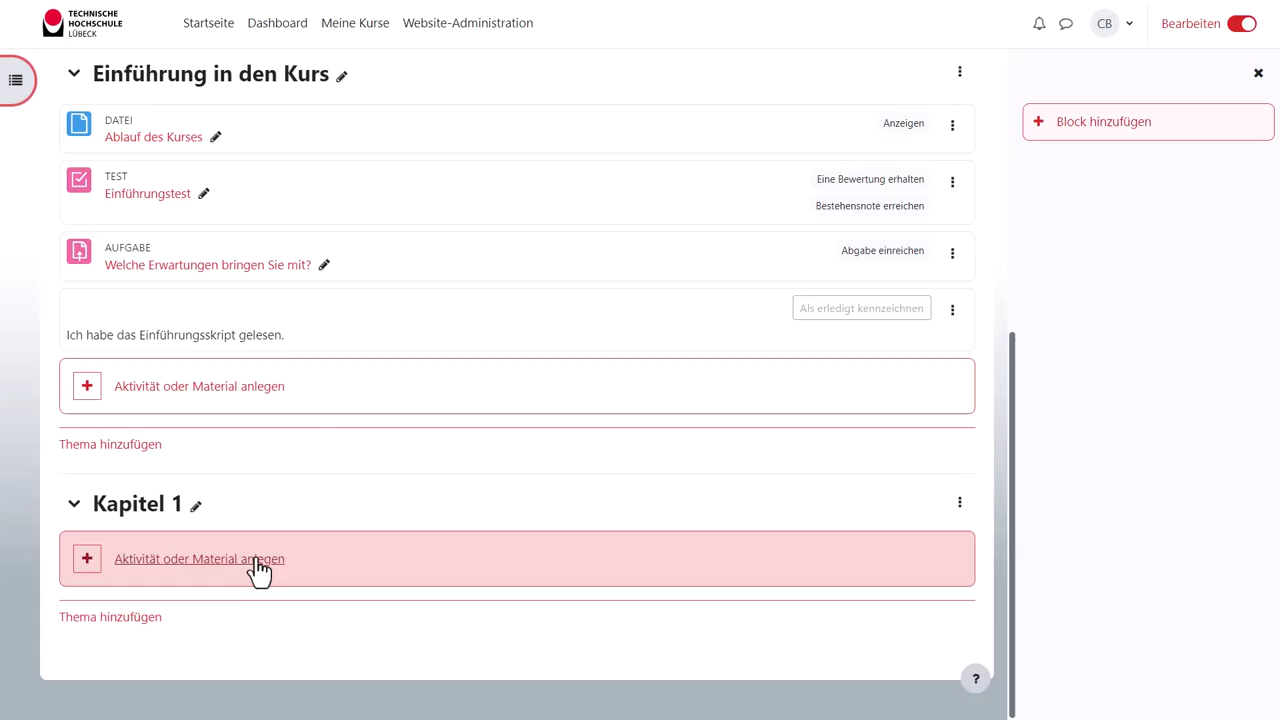 TECHNISCHE
HOCHSCHULE
LÜBECK
Startseite
Dashboard
Meine Kurse
Website-Administration
CB
Bearbeiten
Einführung in den Kurs
DATEI
Ablauf des Kurses
Anzeigen
TEST
Einführungstest
Eine Bewertung erhalten
Bestehensnote erreichen
AUFGABE
Welche Erwartungen bringen Sie mit?
Abgabe einreichen
Als erledigt kennzeichnen
Ich habe das Einführungsskript gelesen.
Aktivität oder Material anlegen
Thema hinzufügen
Kapitel 1
Aktivität oder Material anlegen
Thema hinzufügen
?
Block hinzufügen